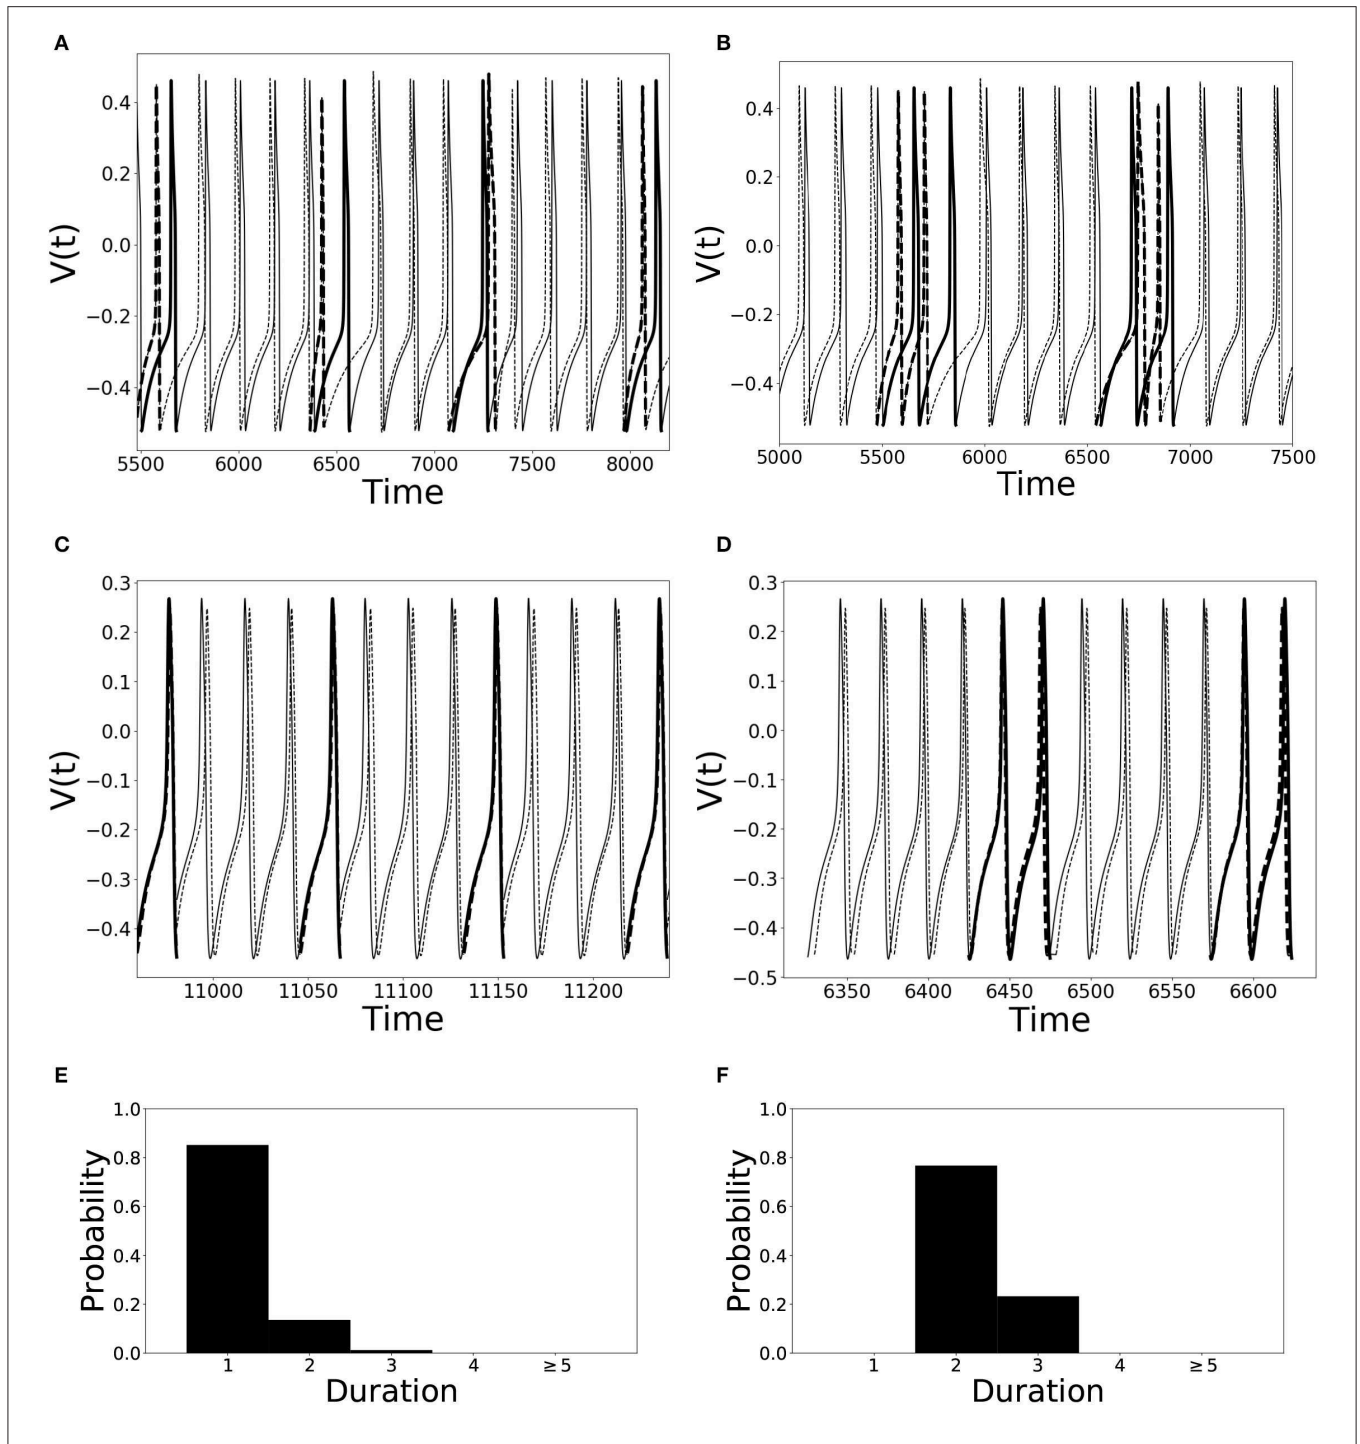 A
B
0.4
0.2
0.0
−0.2
−0.4
V(t)
5500 6000 6500 7000 7500 8000
Time
0.4
0.2
0.0
−0.2
−0.4
V(t)
5000 5500 6000 6500 7000 7500
Time
C
D
0.3
0.2
0.1
0.0
−0.1
−0.2
−0.3
−0.4
V(t)
11000 11050 11100 11150 11200
Time
0.3
0.2
0.1
0.0
−0.1
−0.2
−0.3
−0.4
−0.5
V(t)
6350 6400 6450 6500 6550 6600
Time
E
F
1.0
0.8
0.6
0.4
0.2
0.0
Probability
1 2 3 4 ≥ 5
Duration
1.0
0.8
0.6
0.4
0.2
0.0
Probability
1 2 3 4 ≥ 5
Duration